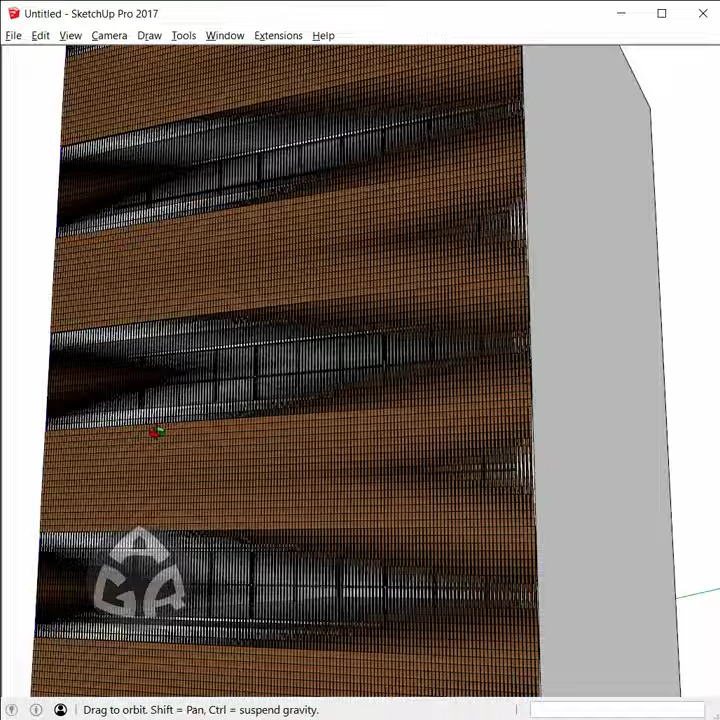 Untitled - SketchUp Pro 2017
File Edit View Camera Draw Tools Window Extensions Help
AGA
Drag to orbit. Shift = Pan, Ctrl = suspend gravity.